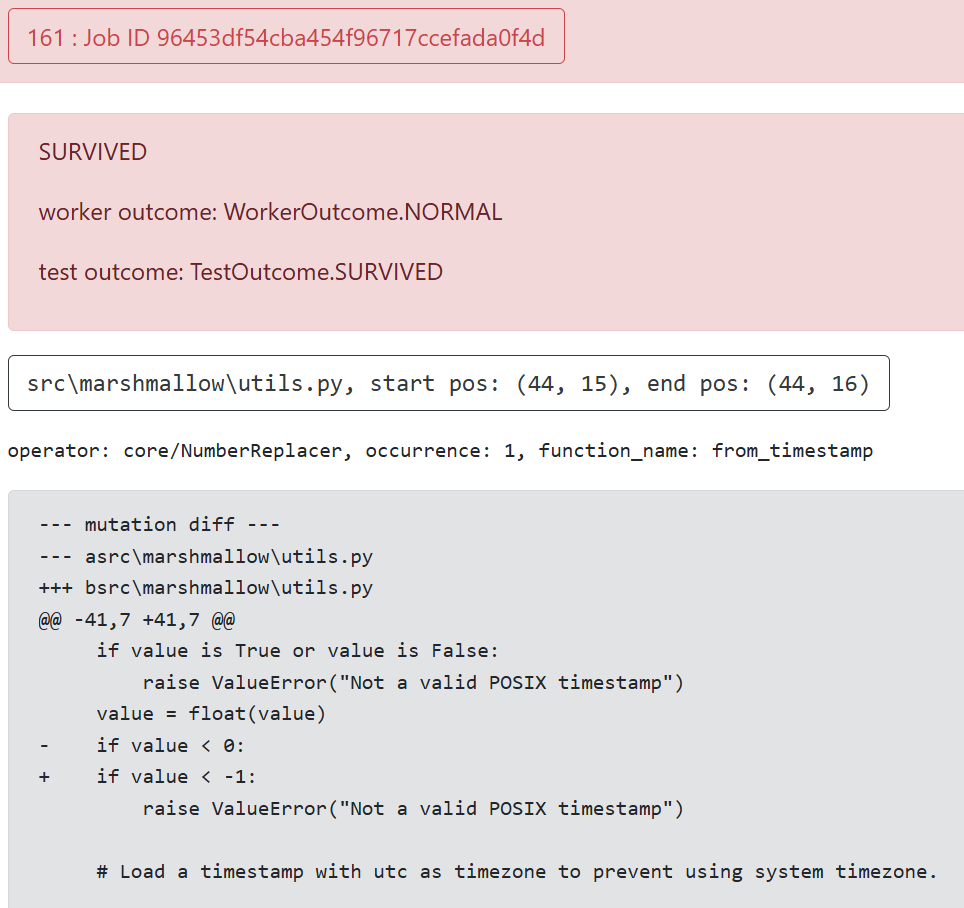 161 : Job ID 96453df54cba454f96717ccefada0f4d
SURVIVED
worker outcome: WorkerOutcome.NORMAL
test outcome: TestOutcome.SURVIVED
src\marshmallow\utils.py, start pos: (44, 15), end pos: (44, 16)
operator: core/NumberReplacer, occurrence: 1, function_name: from_timestamp
--- mutation diff ---
--- asrc\marshmallow\utils.py
+++ bsrc\marshmallow\utils.py
@@ -41,7 +41,7 @@
     if value is True or value is False:
         raise ValueError("Not a valid POSIX timestamp")
     value = float(value)
-    if value < 0:
+    if value < -1:
         raise ValueError("Not a valid POSIX timestamp")
     # Load a timestamp with utc as timezone to prevent using system timezone.